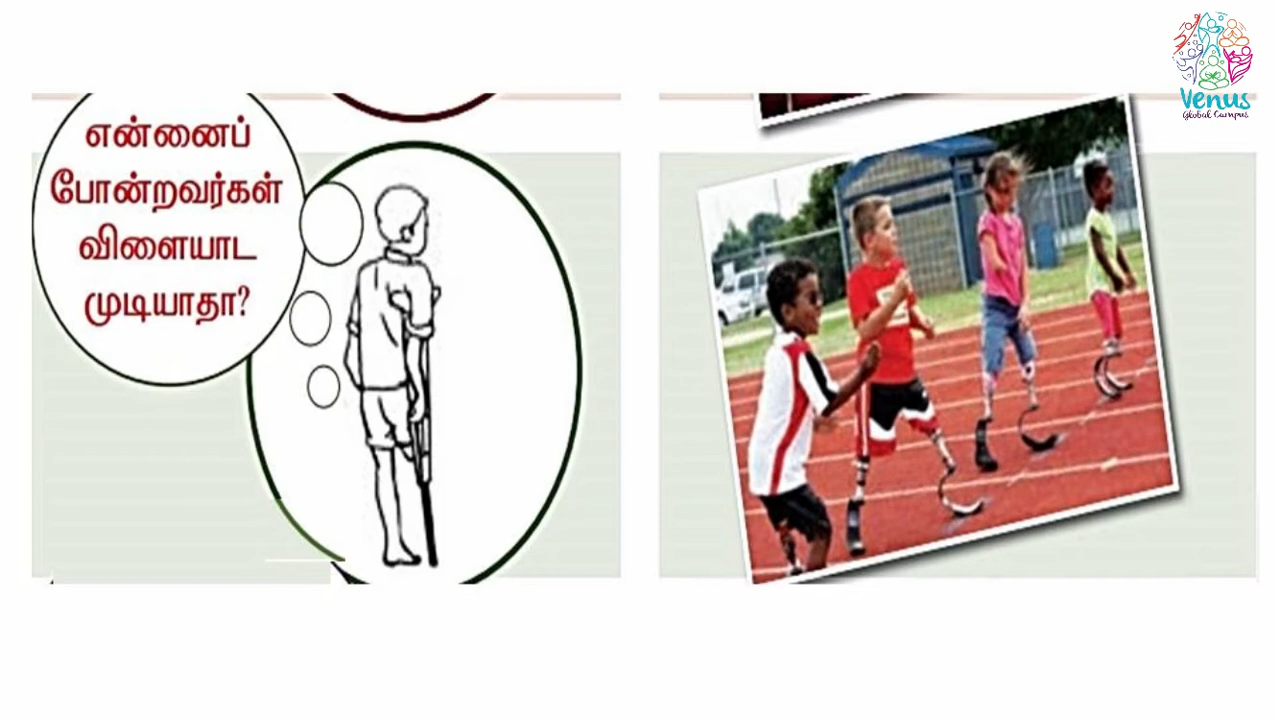 என்னைப்
போன்றவர்கள்
விளையாட
முடியாதா?
Venus
Global Campus